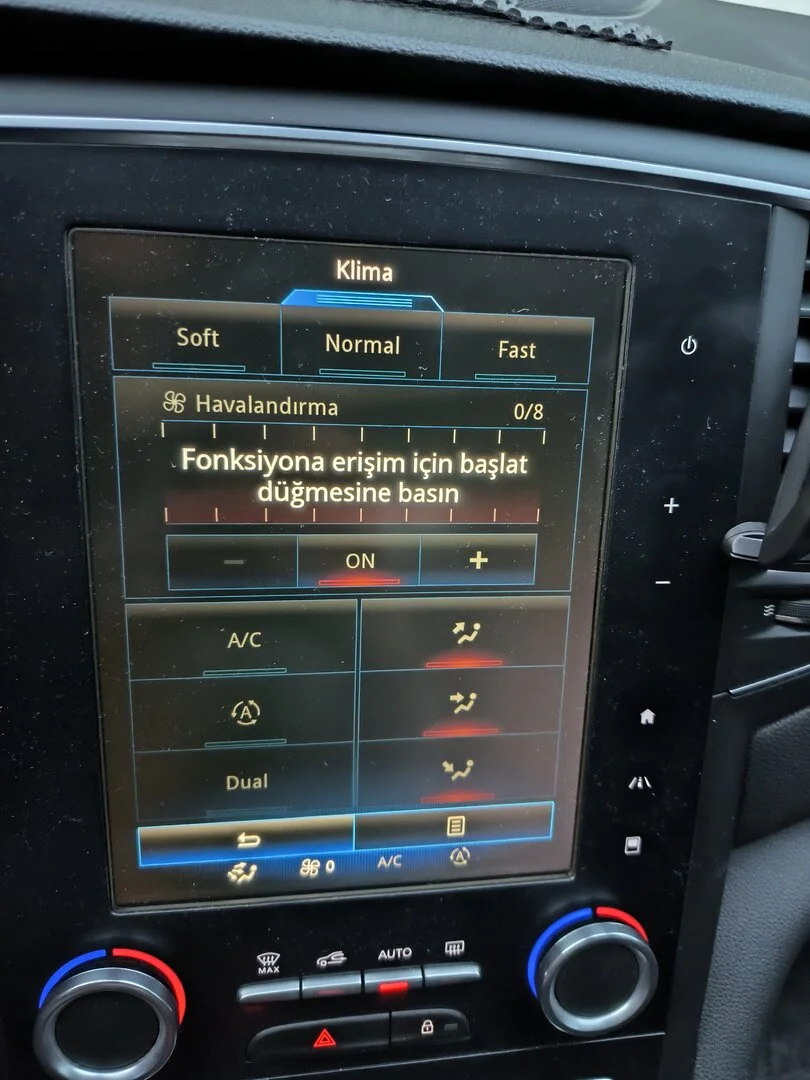 Klima
Soft
Normal
Fast
Havalandırma
0/8
Fonksiyona erişim için başlat
düğmesine basın
− ON +
A/C
A
Dual
0
A/C
A
+
−
MAX
AUTO